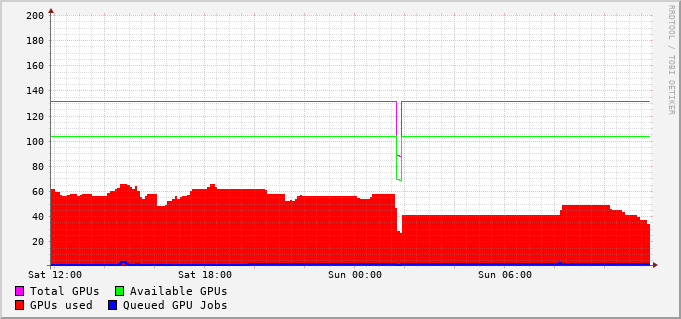 200
180
160
140
120
100
80
60
40
20
Sat 12:00 Sat 18:00 Sun 00:00 Sun 06:00
Total GPUs Available GPUs
GPUs used Queued GPU Jobs
RRDTOOL / TOBI OETIKER